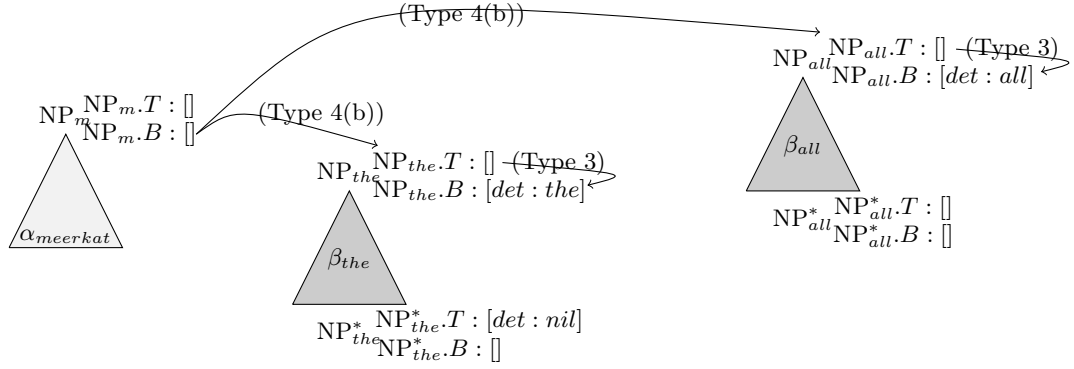 (Type 4(b))
NP_all NP_all.T : [] (Type 3)
NP_all.B : [det : all]
NP_m NP_m.T : []
NP_m.B : []
(Type 4(b))
β_all
α_meerkat
NP_the NP_the.T : [] (Type 3)
NP_the.B : [det : the]
β_the
NP*_all NP*_all.T : []
NP*_all.B : []
NP*_the NP*_the.T : [det : nil]
NP*_the.B : []